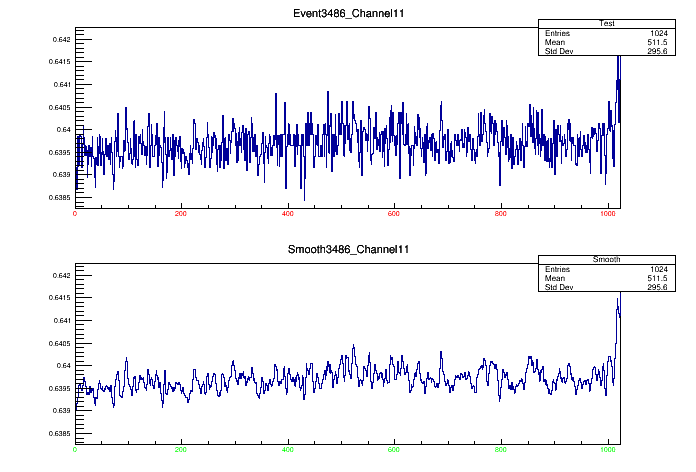 Event3486_Channel11
Test
Entries 1024
Mean 511.5
Std Dev 295.6
0.642
0.6415
0.641
0.6405
0.64
0.6395
0.639
0.6385
0 200 400 600 800 1000
Smooth3486_Channel11
Smooth
Entries 1024
Mean 511.5
Std Dev 295.6
0.642
0.6415
0.641
0.6405
0.64
0.6395
0.639
0.6385
0 200 400 600 800 1000